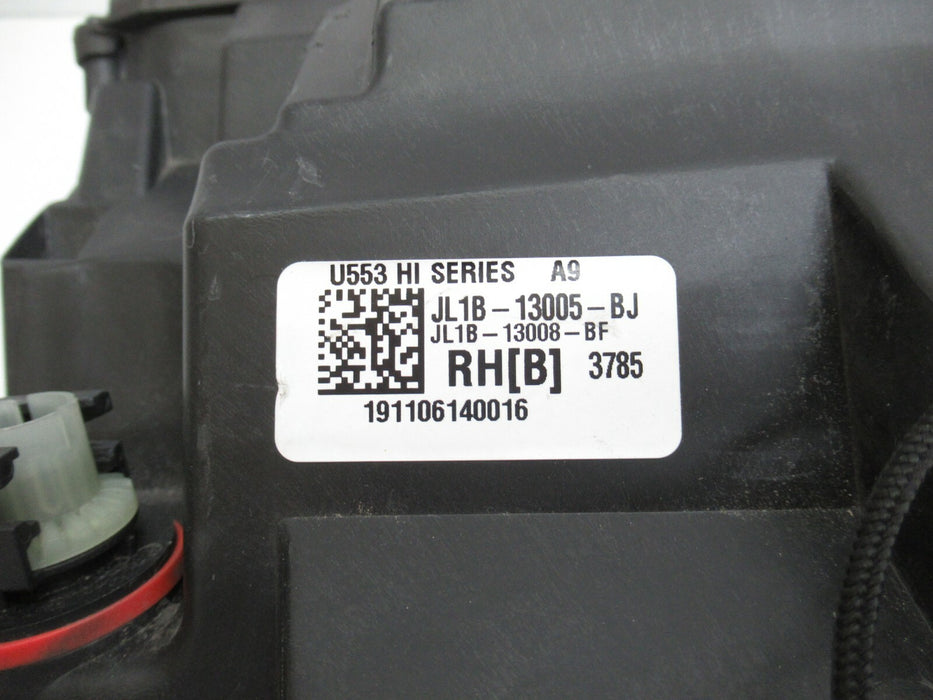 U553 HI SERIES A9
JL1B-13005-BJ
JL1B-13008-BF
RH[B] 3785
191106140016